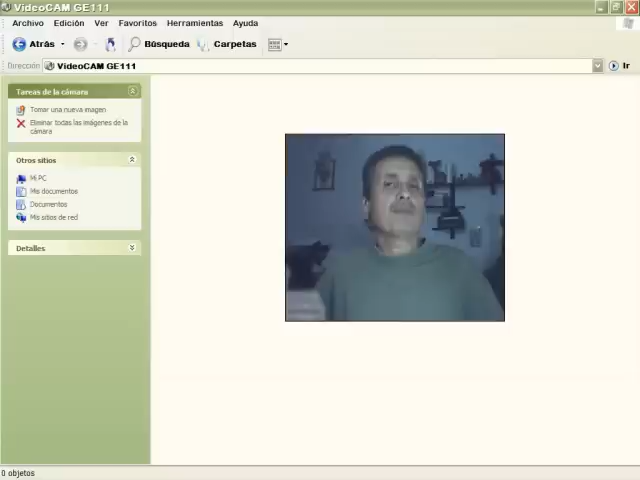 VideoCAM GE111
Archivo Edición Ver Favoritos Herramientas Ayuda
Atrás Búsqueda Carpetas
Dirección VideoCAM GE111 Ir
Tareas de la cámara
Tomar una nueva imagen
Eliminar todas las imágenes de la
cámara
Otros sitios
Mi PC
Mis documentos
Documentos
Mis sitios de red
Detalles
0 objetos